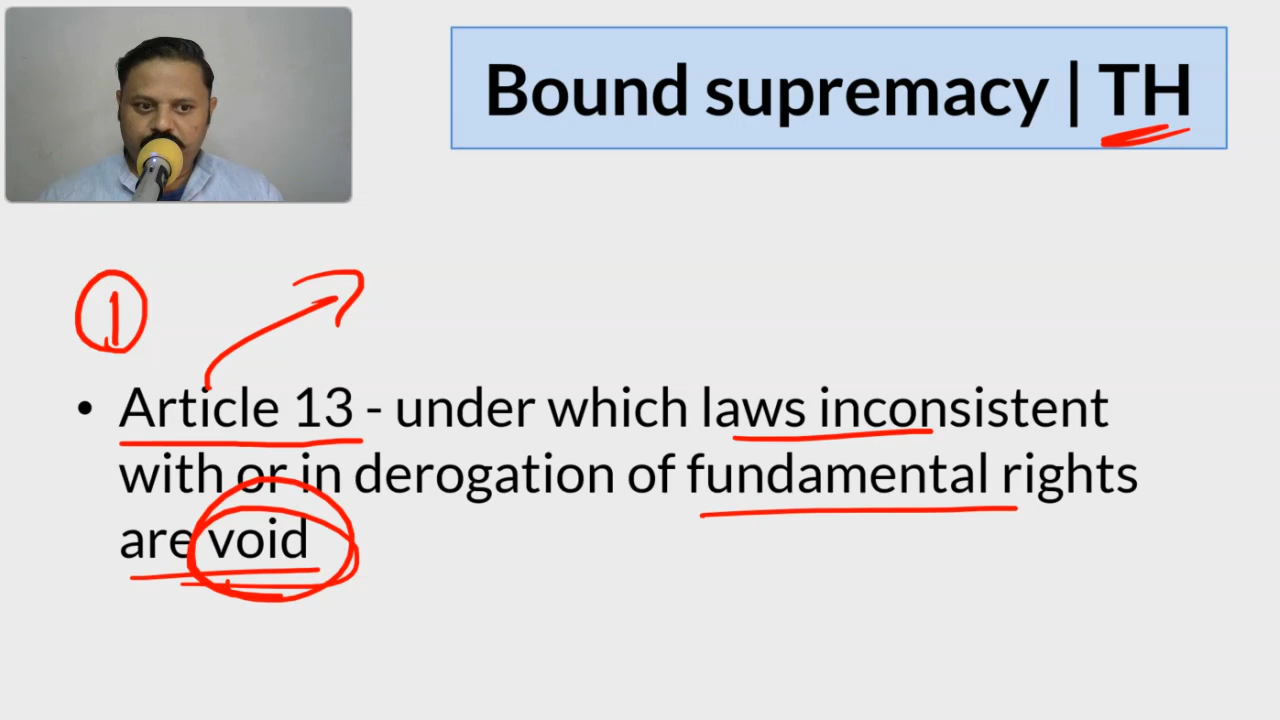 Bound supremacy | TH
1
• Article 13 - under which laws inconsistent
with or in derogation of fundamental rights
are void